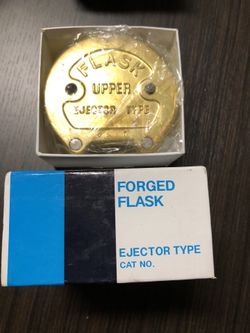 FLASK
UPPER
EJECTOR TYPE
FORGED
FLASK
EJECTOR TYPE
CAT NO.